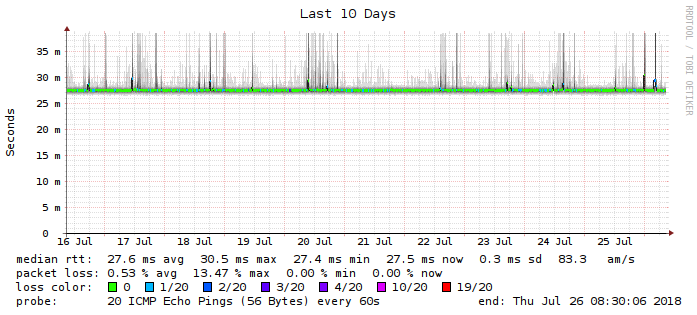 Last 10 Days
RRDTOOL / TOBI OETIKER
Seconds
35 m
30 m
25 m
20 m
15 m
10 m
5 m
0
16 Jul 17 Jul 18 Jul 19 Jul 20 Jul 21 Jul 22 Jul 23 Jul 24 Jul 25 Jul
median rtt: 27.6 ms avg 30.5 ms max 27.4 ms min 27.5 ms now 0.3 ms sd 83.3 am/s
packet loss: 0.53 % avg 13.47 % max 0.00 % min 0.00 % now
loss color: 0 1/20 2/20 3/20 4/20 10/20 19/20
probe: 20 ICMP Echo Pings (56 Bytes) every 60s end: Thu Jul 26 08:30:06 2018